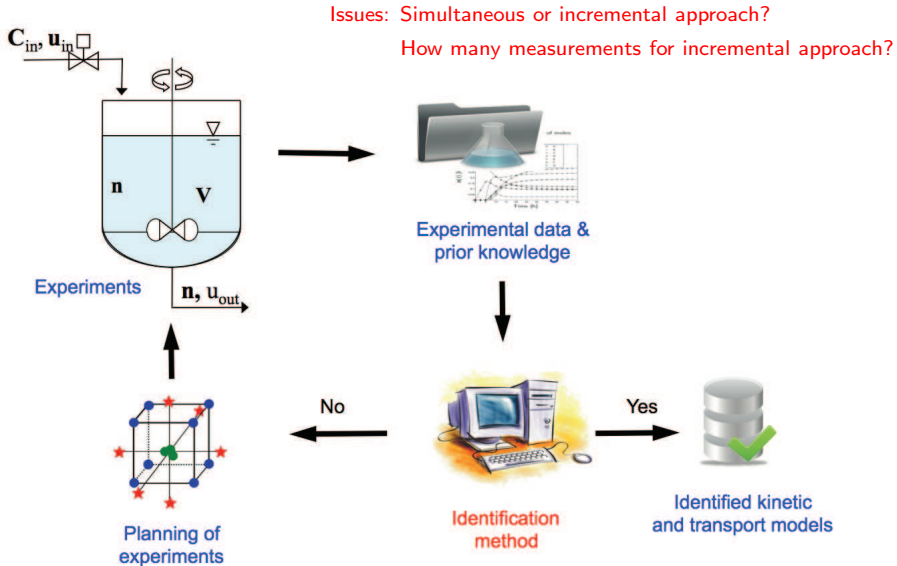 Issues: Simultaneous or incremental approach?
How many measurements for incremental approach?
C_in, u_in
n
V
n, u_out
Experiments
Experimental data &
prior knowledge
No
Yes
Identification
method
Identified kinetic
and transport models
Planning of
experiments